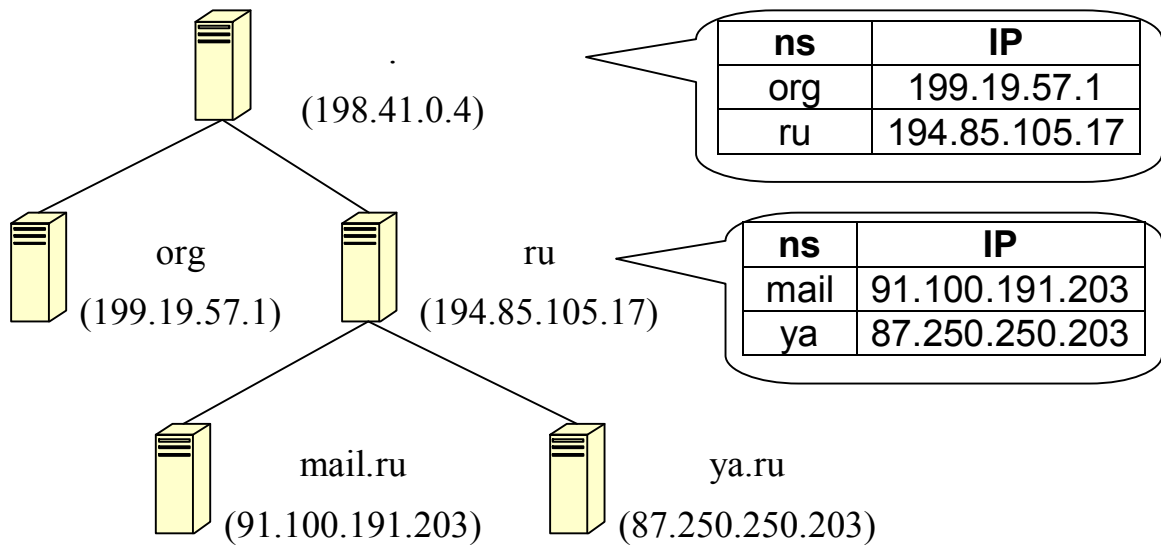 .
(198.41.0.4)
ns IP
org 199.19.57.1
ru 194.85.105.17
org
(199.19.57.1)
ru
(194.85.105.17)
ns IP
mail 91.100.191.203
ya 87.250.250.203
mail.ru
(91.100.191.203)
ya.ru
(87.250.250.203)